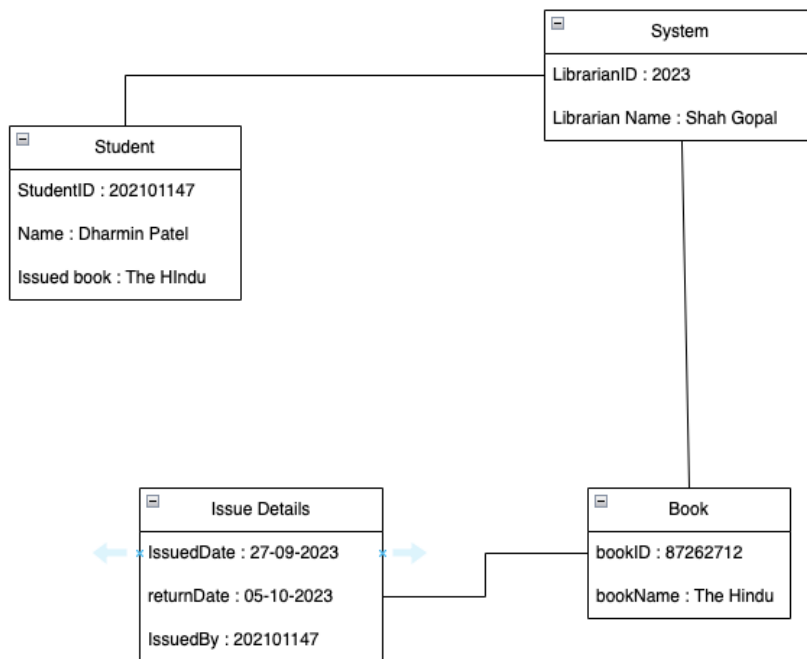 System
LibrarianID : 2023
Librarian Name : Shah Gopal
Student
StudentID : 202101147
Name : Dharmin Patel
Issued book : The HIndu
Issue Details
IssuedDate : 27-09-2023
returnDate : 05-10-2023
IssuedBy : 202101147
Book
bookID : 87262712
bookName : The Hindu